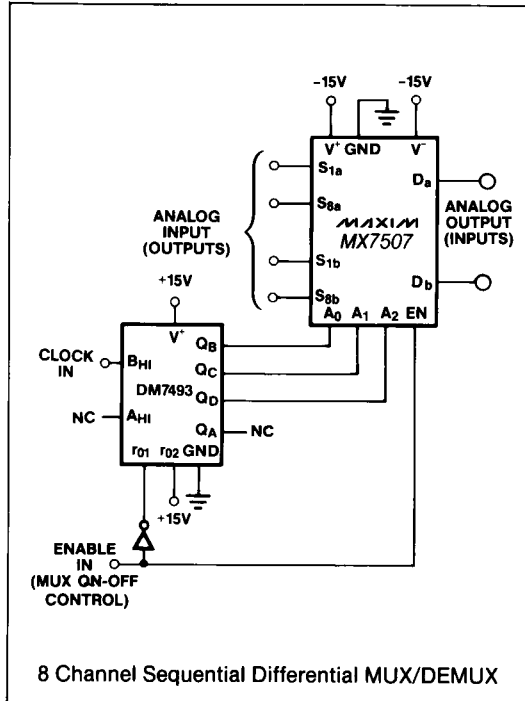 -15V
-15V
V+ GND V-
S1a
Da
S8a
ANALOG
INPUT
(OUTPUTS)
MAXIM
MX7507
ANALOG
OUTPUT
(INPUTS)
S1b
Db
S8b
A0 A1 A2 EN
+15V
V+
CLOCK
IN
BHI
QB
QC
DM7493
QD
NC
AHI
QA
NC
r01 r02 GND
+15V
ENABLE
IN
(MUX ON-OFF
CONTROL)
8 Channel Sequential Differential MUX/DEMUX